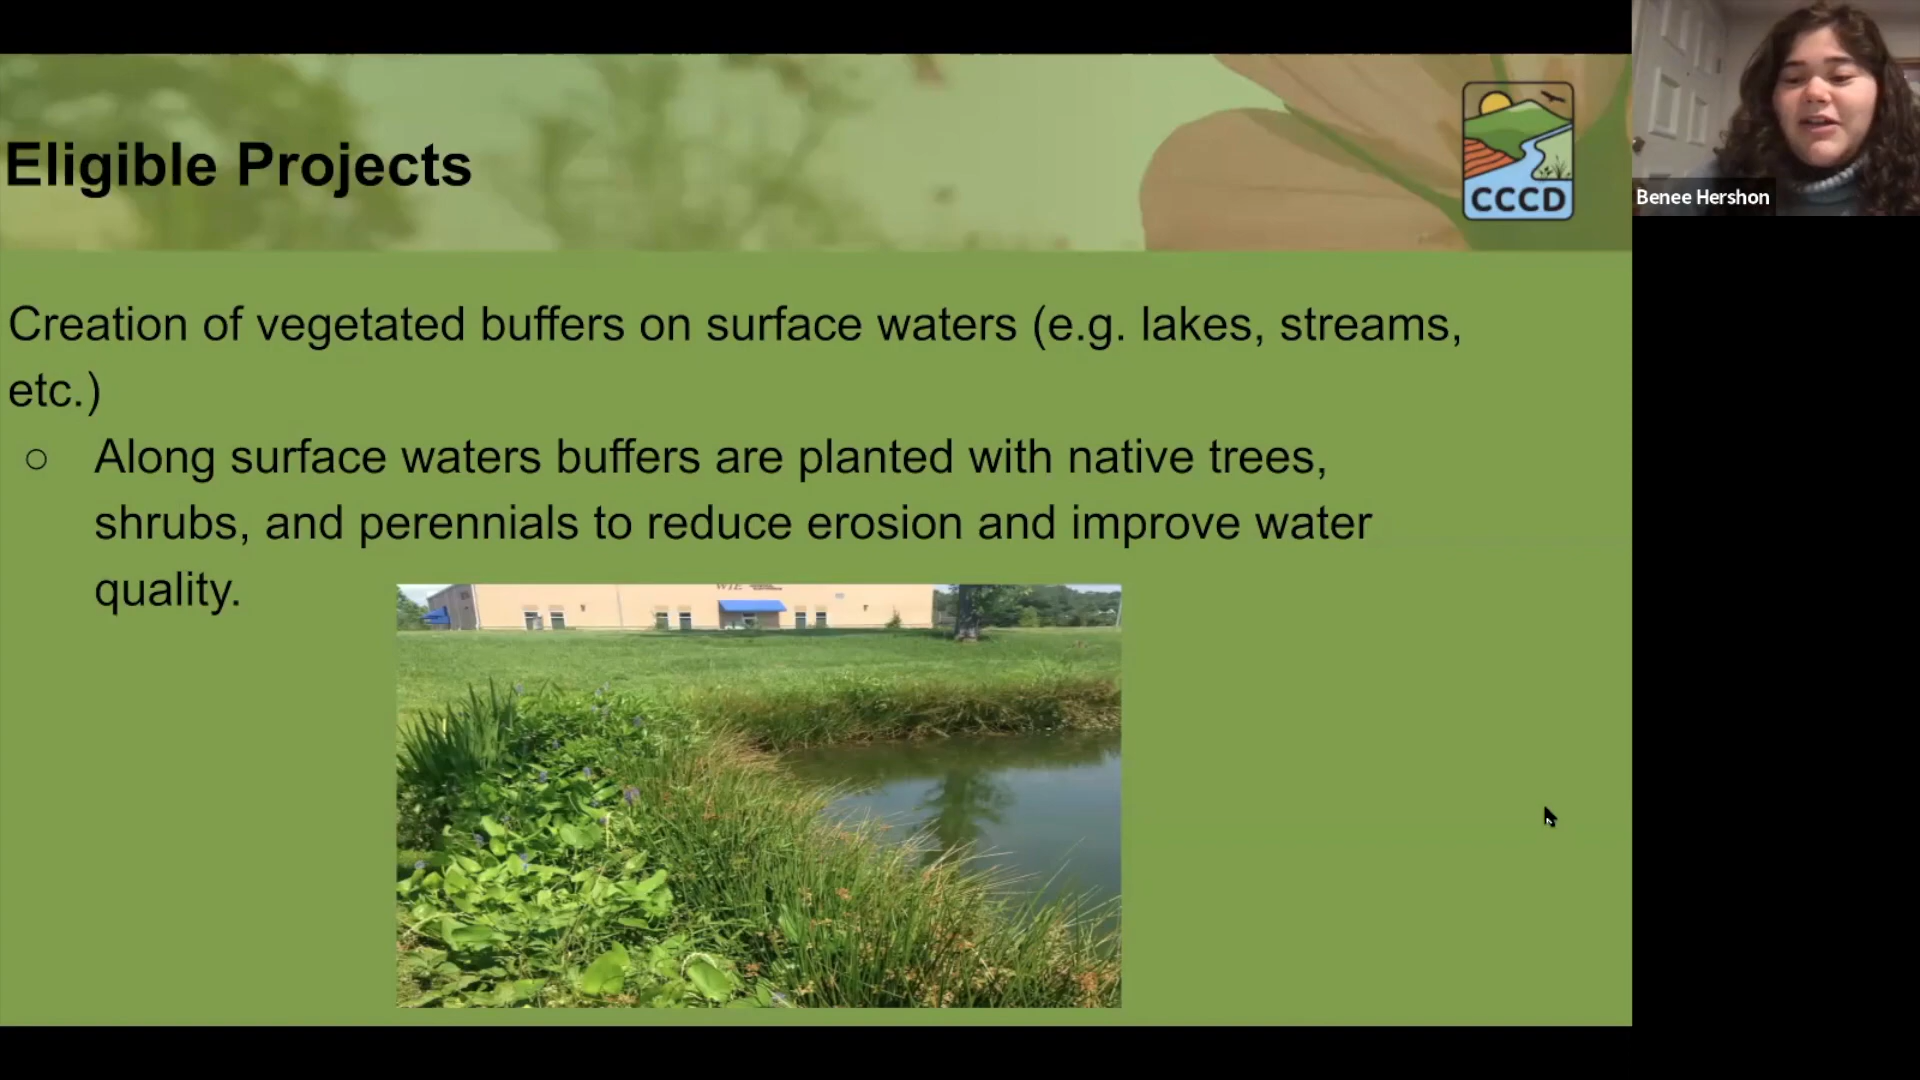 Eligible Projects
CCCD
Benee Hershon
Creation of vegetated buffers on surface waters (e.g. lakes, streams,
etc.)
○ Along surface waters buffers are planted with native trees,
shrubs, and perennials to reduce erosion and improve water
quality.